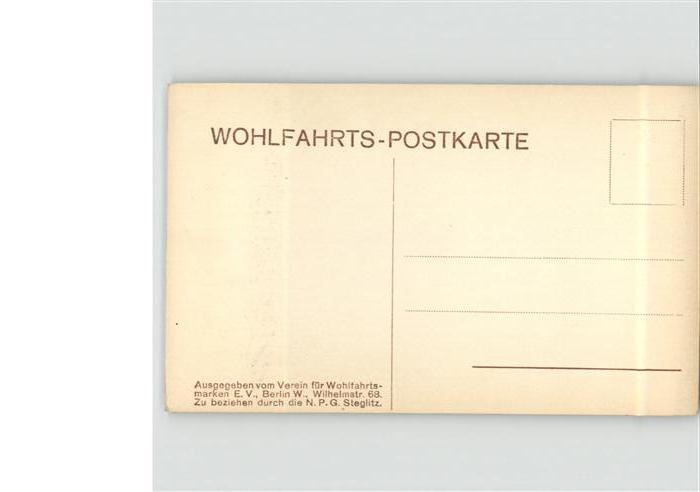 WOHLFAHRTS-POSTKARTE
Ausgegeben vom Verein für Wohlfahrts-
marken E. V., Berlin W., Wilhelmstr. 68.
Zu beziehen durch die N. P. G. Steglitz.